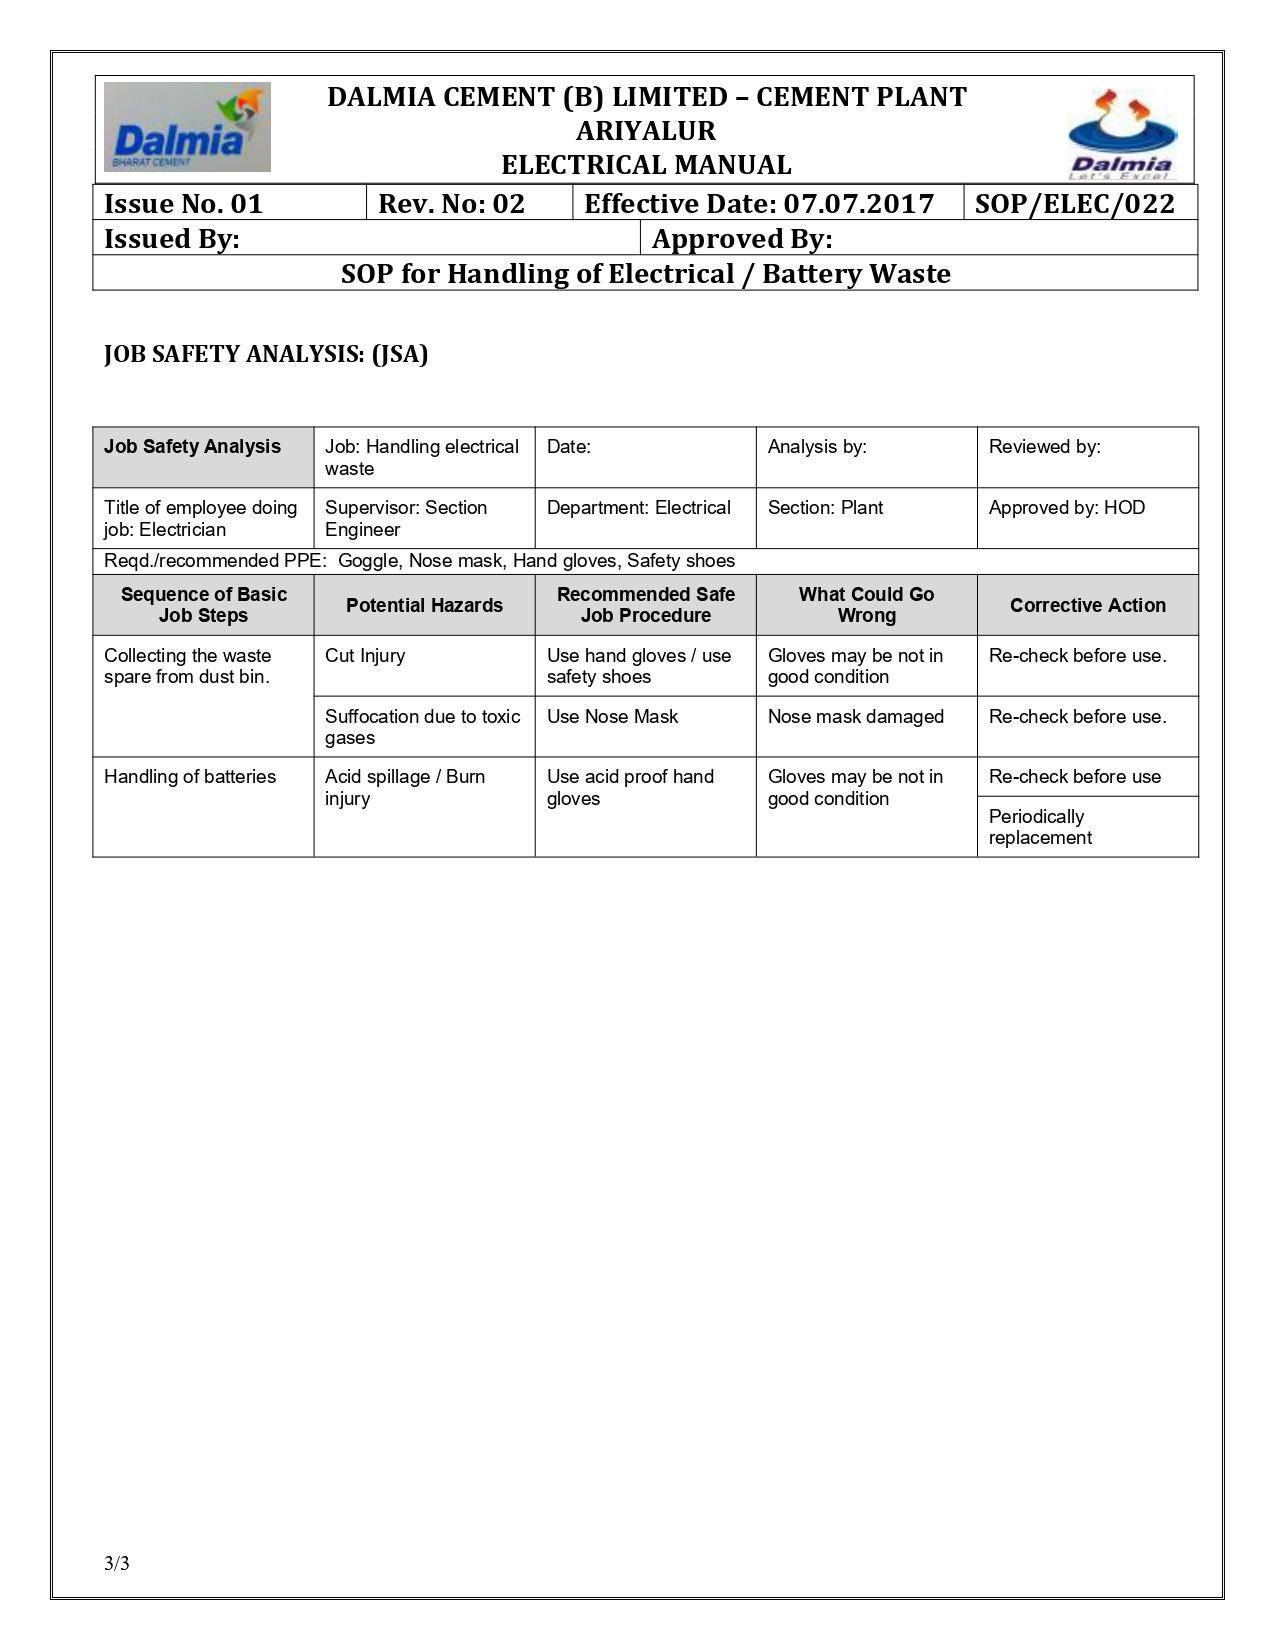 Dalmia
BHARAT CEMENT
DALMIA CEMENT (B) LIMITED – CEMENT PLANT
ARIYALUR
ELECTRICAL MANUAL
Dalmia
Let's Excel
Issue No. 01 Rev. No: 02 Effective Date: 07.07.2017 SOP/ELEC/022
Issued By: Approved By:
SOP for Handling of Electrical / Battery Waste
JOB SAFETY ANALYSIS: (JSA)
Job Safety Analysis
Job: Handling electrical
waste
Date:
Analysis by:
Reviewed by:
Title of employee doing
job: Electrician
Supervisor: Section
Engineer
Department: Electrical
Section: Plant
Approved by: HOD
Reqd./recommended PPE: Goggle, Nose mask, Hand gloves, Safety shoes
Sequence of Basic
Job Steps
Potential Hazards
Recommended Safe
Job Procedure
What Could Go
Wrong
Corrective Action
Collecting the waste
spare from dust bin.
Cut Injury
Use hand gloves / use
safety shoes
Gloves may be not in
good condition
Re-check before use.
Suffocation due to toxic
gases
Use Nose Mask
Nose mask damaged
Re-check before use.
Handling of batteries
Acid spillage / Burn
injury
Use acid proof hand
gloves
Gloves may be not in
good condition
Re-check before use
Periodically
replacement
3/3